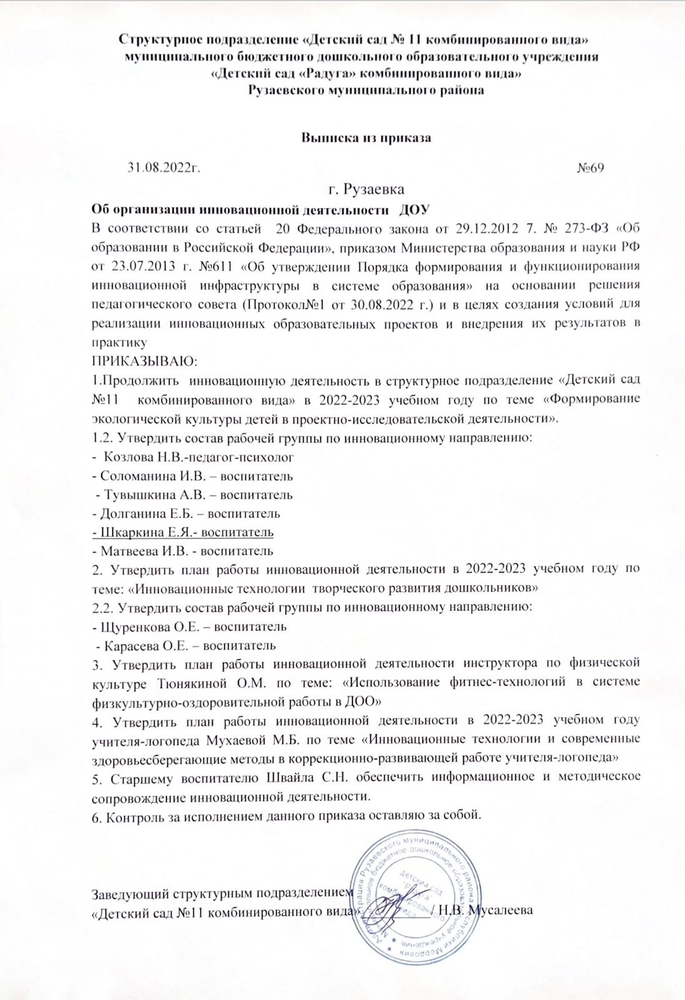 Структурное подразделение «Детский сад № 11 комбинированного вида»
муниципального бюджетного дошкольного образовательного учреждения
«Детский сад «Радуга» комбинированного вида»
Рузаевского муниципального района
Выписка из приказа
31.08.2022г. №69
г. Рузаевка
Об организации инновационной деятельности ДОУ
В соответствии со статьей 20 Федерального закона от 29.12.2012 7. № 273-ФЗ «Об
образовании в Российской Федерации», приказом Министерства образования и науки РФ
от 23.07.2013 г. №611 «Об утверждении Порядка формирования и функционирования
инновационной инфраструктуры в системе образования» на основании решения
педагогического совета (Протокол№1 от 30.08.2022 г.) и в целях создания условий для
реализации инновационных образовательных проектов и внедрения их результатов в
практику
ПРИКАЗЫВАЮ:
1.Продолжить инновационную деятельность в структурное подразделение «Детский сад
№11 комбинированного вида» в 2022-2023 учебном году по теме «Формирование
экологической культуры детей в проектно-исследовательской деятельности».
1.2. Утвердить состав рабочей группы по инновационному направлению:
- Козлова Н.В.-педагог-психолог
- Соломанина И.В. – воспитатель
- Тувышкина А.В. – воспитатель
- Долганина Е.Б. – воспитатель
- Шкаркина Е.Я.- воспитатель
- Матвеева И.В. - воспитатель
2. Утвердить план работы инновационной деятельности в 2022-2023 учебном году по
теме: «Инновационные технологии творческого развития дошкольников»
2.2. Утвердить состав рабочей группы по инновационному направлению:
- Щуренкова О.Е. – воспитатель
- Карасева О.Е. – воспитатель
3. Утвердить план работы инновационной деятельности инструктора по физической
культуре Тюнякиной О.М. по теме: «Использование фитнес-технологий в системе
физкультурно-оздоровительной работы в ДОО»
4. Утвердить план работы инновационной деятельности в 2022-2023 учебном году
учителя-логопеда Мухаевой М.Б. по теме «Инновационные технологии и современные
здоровьесберегающие методы в коррекционно-развивающей работе учителя-логопеда»
5. Старшему воспитателю Швайла С.Н. обеспечить информационное и методическое
сопровождение инновационной деятельности.
6. Контроль за исполнением данного приказа оставляю за собой.
Заведующий структурным подразделением
«Детский сад №11 комбинированного вида» / Н.В. Мусалеева
Администрация Рузаевского муниципального района Республики Мордовия
Муниципальное бюджетное дошкольное образовательное учреждение
детский сад
"Радуга"
комбинированного
вида